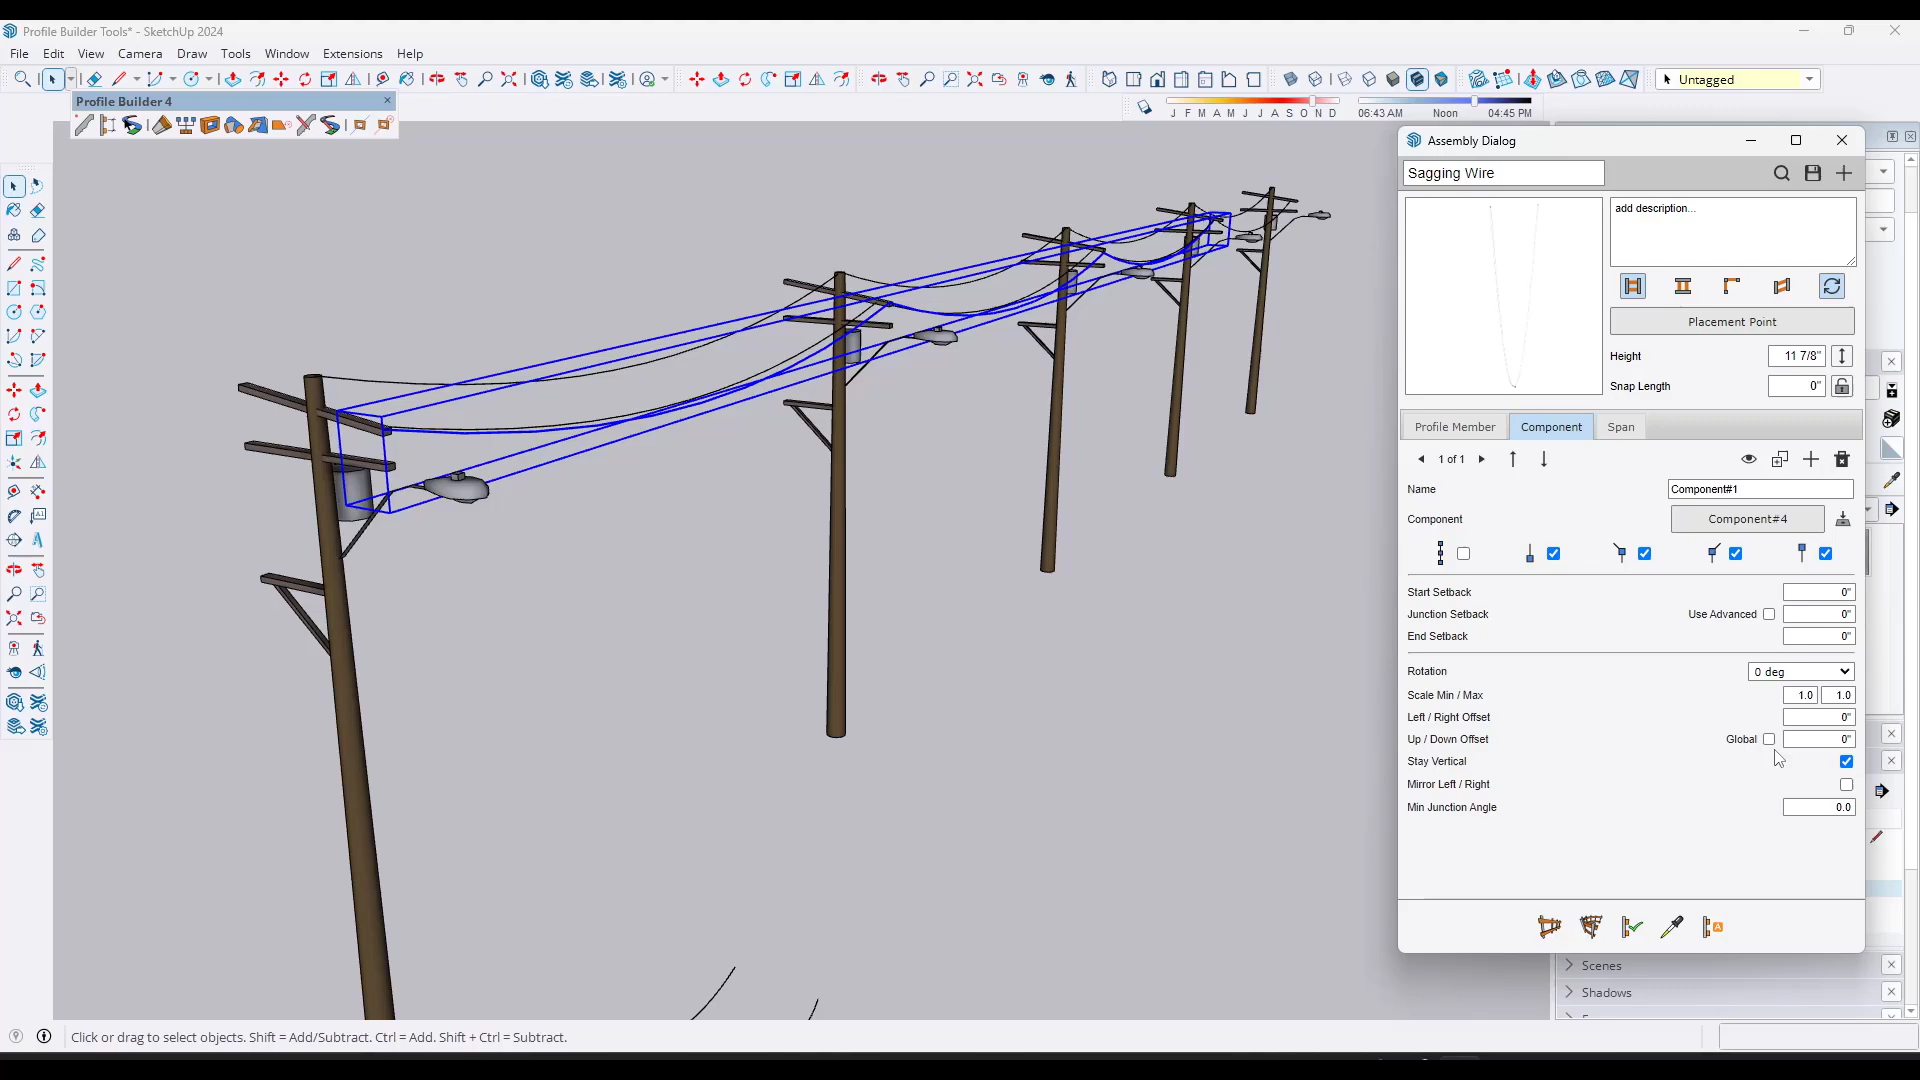 Profile Builder Tools* - SketchUp 2024
File Edit View Camera Draw Tools Window Extensions Help
Untagged
Profile Builder 4
J F M A M J J A S O N D 06:43 AM Noon 04:45 PM
Assembly Dialog
Sagging Wire
add description...
Placement Point
Height 11 7/8"
Snap Length 0"
Profile Member Component Span
1 of 1
Name Component#1
Component Component#4
Start Setback 0"
Junction Setback Use Advanced 0"
End Setback 0"
Rotation 0 deg
Scale Min / Max 1.0 1.0
Left / Right Offset 0"
Up / Down Offset Global 0"
Stay Vertical
Mirror Left / Right
Min Junction Angle 0.0
Scenes
Shadows
Click or drag to select objects. Shift = Add/Subtract. Ctrl = Add. Shift + Ctrl = Subtract.